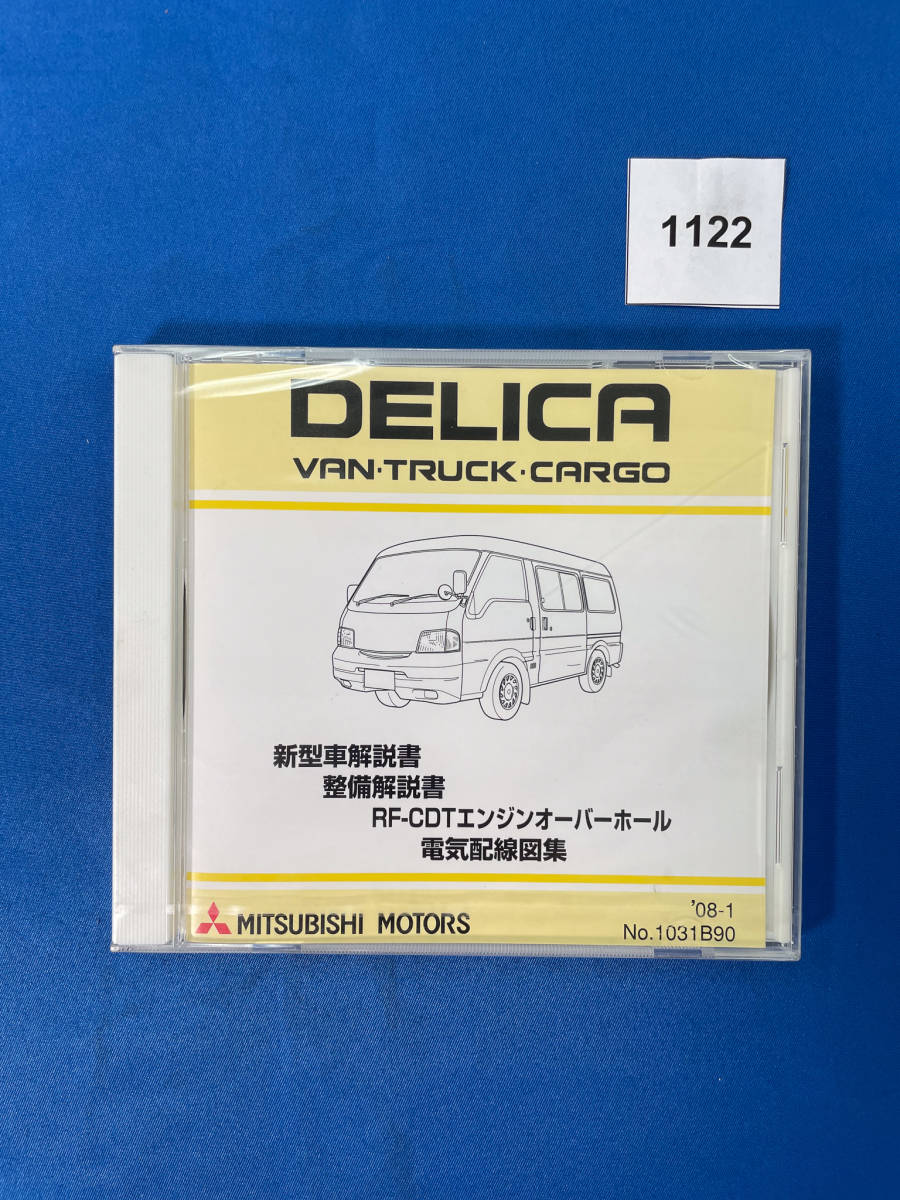 1122
DELICA
VAN・TRUCK・CARGO
新型車解説書
整備解説書
RF-CDTエンジンオーバーホール
電気配線図集
MITSUBISHI MOTORS
'08-1
No.1031B90